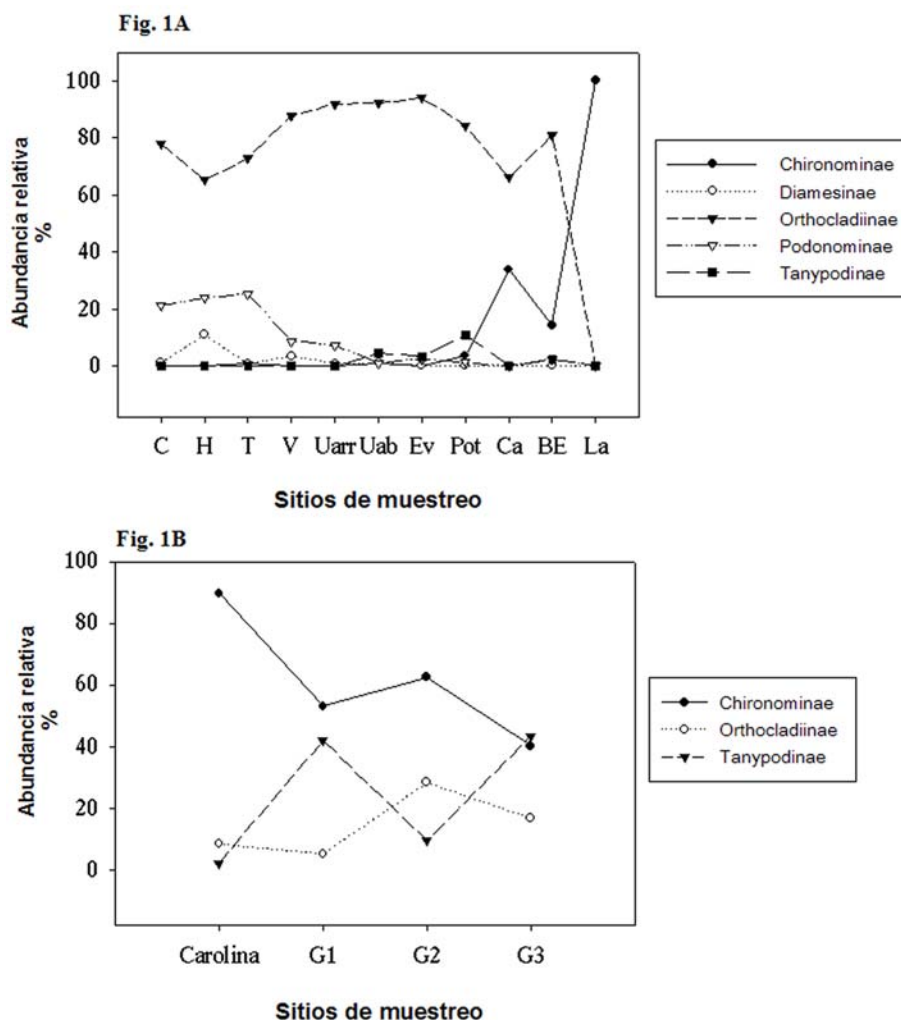 Fig. 1A
Abundancia relativa
%
100
80
60
40
20
0
C H T V Uarr Uab Ev Pot Ca BE La
Sitios de muestreo
Chironominae
Diamesinae
Orthocladiinae
Podonominae
Tanypodinae
Fig. 1B
Abundancia relativa
%
100
80
60
40
20
0
Carolina G1 G2 G3
Sitios de muestreo
Chironominae
Orthocladiinae
Tanypodinae